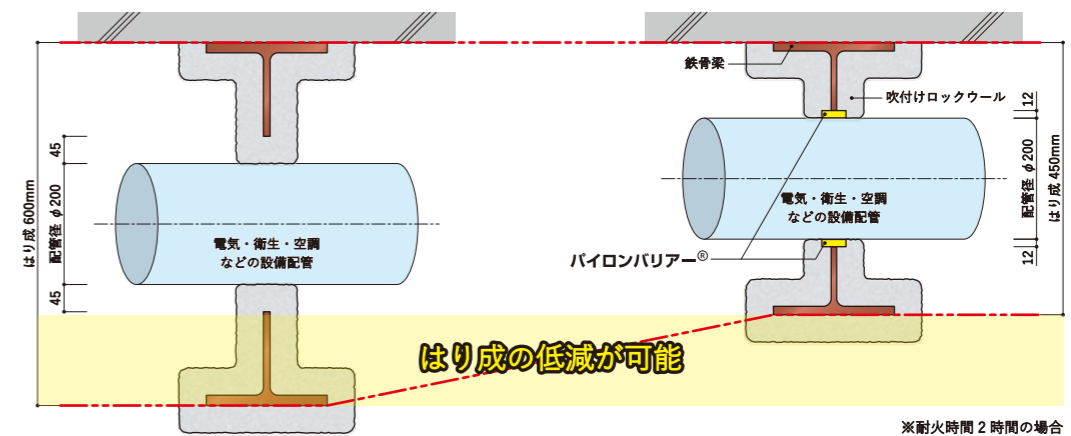 はり成 600mm
45
配管径 φ200
45
電気・衛生・空調
などの設備配管
鉄骨梁
吹付けロックウール
12
配管径 φ200
12
はり成 450mm
電気・衛生・空調
などの設備配管
パイロンバリアー®
はり成の低減が可能
※耐火時間2時間の場合